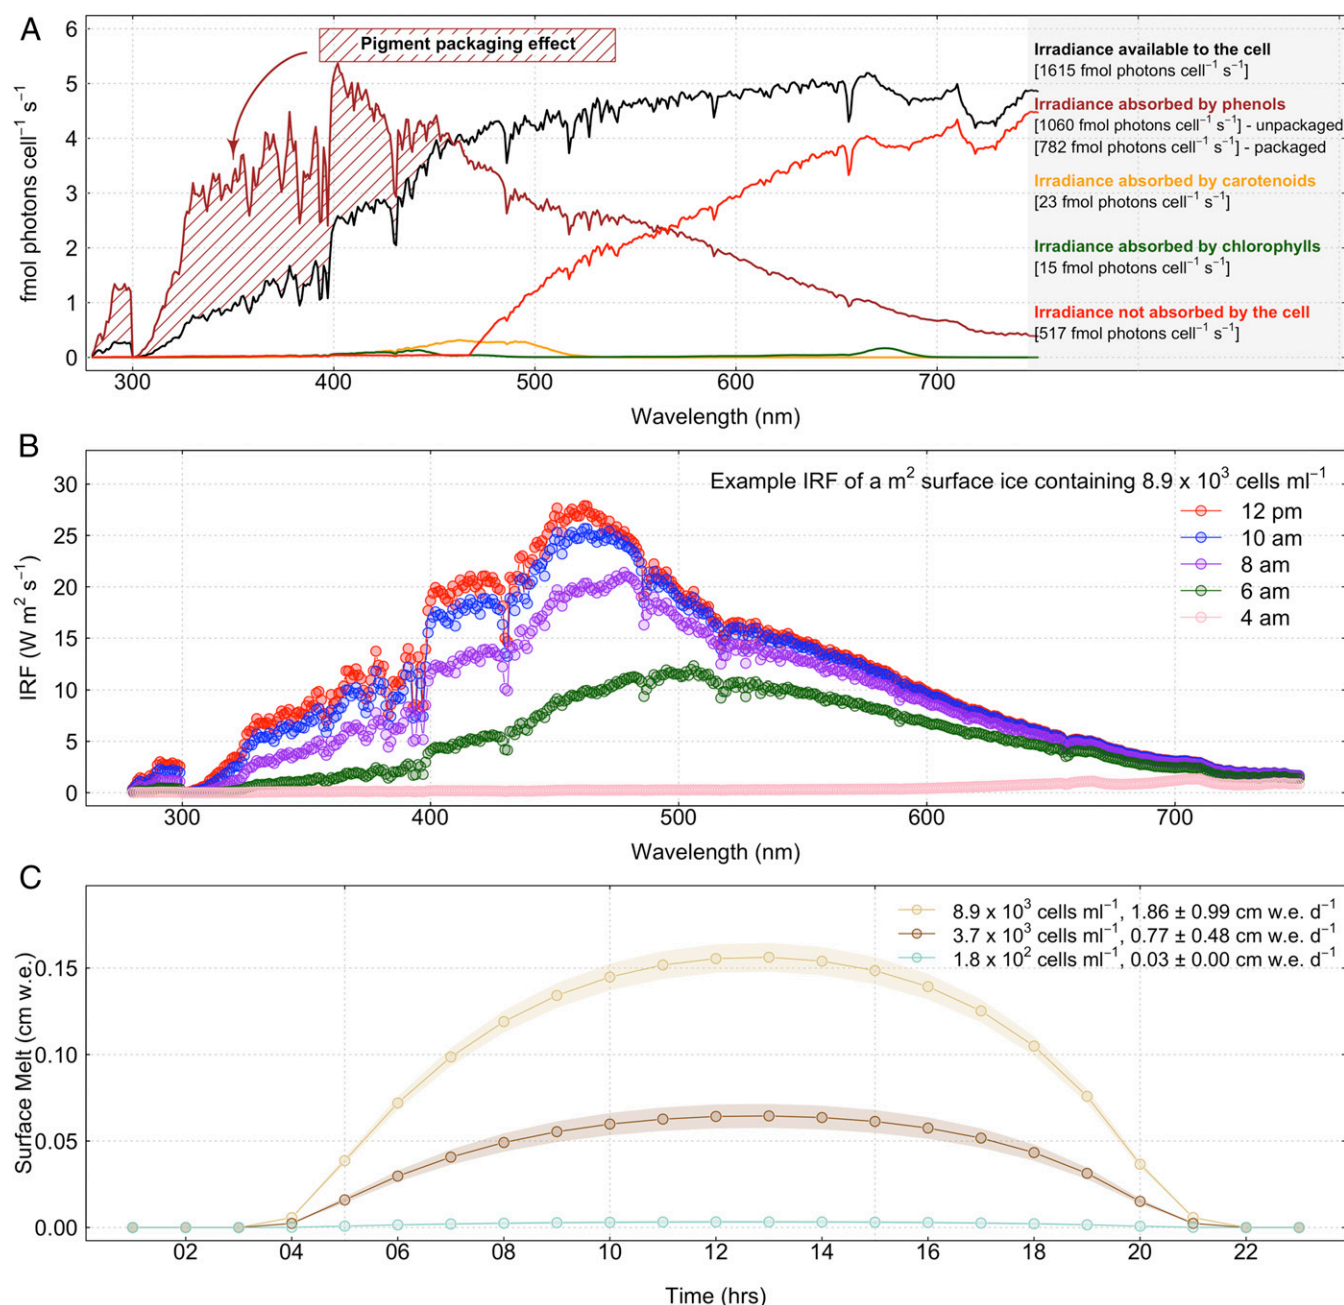 A
Pigment packaging effect
fmol photons cell⁻¹ s⁻¹
6
5
4
3
2
1
0
300
400
500
600
700
Wavelength (nm)
Irradiance available to the cell
[1615 fmol photons cell⁻¹ s⁻¹]
Irradiance absorbed by phenols
[1060 fmol photons cell⁻¹ s⁻¹] - unpackaged
[782 fmol photons cell⁻¹ s⁻¹] - packaged
Irradiance absorbed by carotenoids
[23 fmol photons cell⁻¹ s⁻¹]
Irradiance absorbed by chlorophylls
[15 fmol photons cell⁻¹ s⁻¹]
Irradiance not absorbed by the cell
[517 fmol photons cell⁻¹ s⁻¹]
B
Example IRF of a m² surface ice containing 8.9 x 10³ cells ml⁻¹
12 pm
10 am
8 am
6 am
4 am
IRF (W m² s⁻¹)
30
25
20
15
10
5
0
300
400
500
600
700
Wavelength (nm)
C
8.9 x 10³ cells ml⁻¹, 1.86 ± 0.99 cm w.e. d⁻¹
3.7 x 10³ cells ml⁻¹, 0.77 ± 0.48 cm w.e. d⁻¹
1.8 x 10² cells ml⁻¹, 0.03 ± 0.00 cm w.e. d⁻¹
Surface Melt (cm w.e.)
0.15
0.10
0.05
0.00
02
04
06
08
10
12
14
16
18
20
22
Time (hrs)